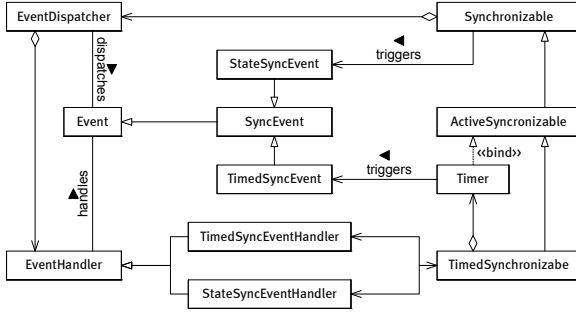 EventDispatcher
Synchronizable
dispatches
StateSyncEvent
triggers
Event
SyncEvent
ActiveSyncronizable
«bind»
TimedSyncEvent
triggers
Timer
handles
TimedSyncEventHandler
EventHandler
TimedSynchronizabe
StateSyncEventHandler